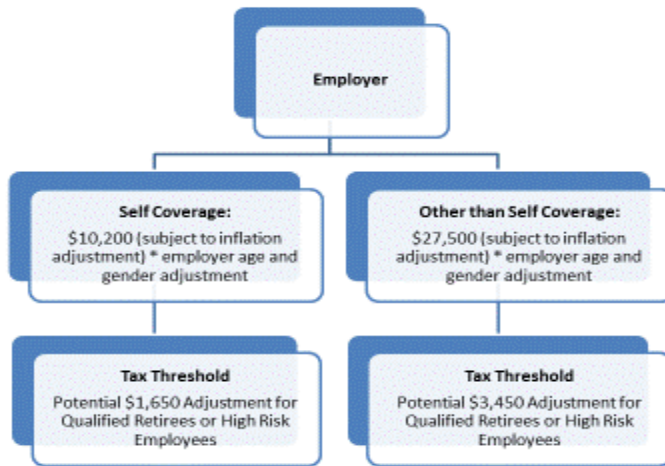 Employer
Self Coverage:
$10,200 (subject to inflation
adjustment) * employer age and
gender adjustment
Other than Self Coverage:
$27,500 (subject to inflation
adjustment) * employer age and
gender adjustment
Tax Threshold
Potential $1,650 Adjustment for
Qualified Retirees or High Risk
Employees
Tax Threshold
Potential $3,450 Adjustment for
Qualified Retirees or High Risk
Employees